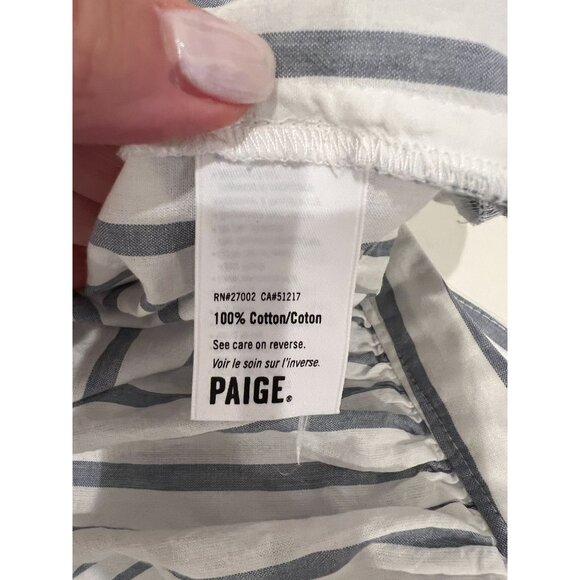 RN#27002 CA#51217
100% Cotton/Coton
See care on reverse.
Voir le soin sur l'inverse.
PAIGE®